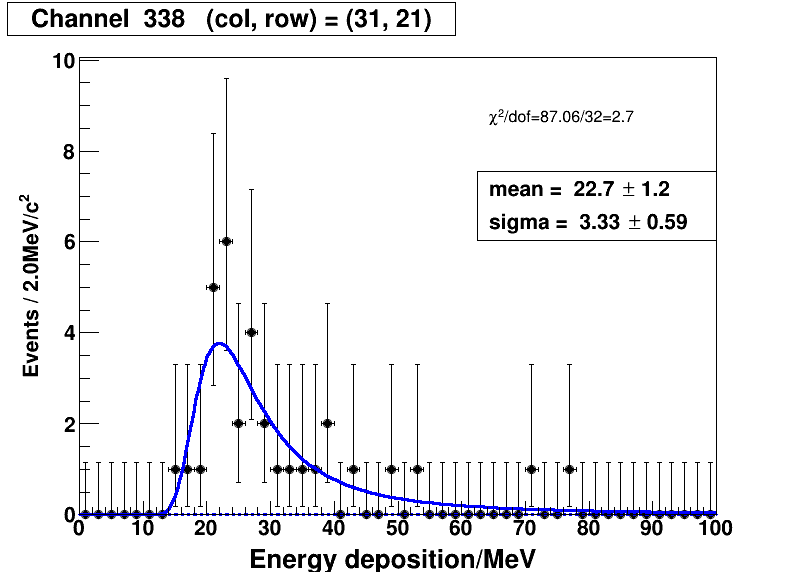 Channel 338 (col, row) = (31, 21)
χ²/dof=87.06/32=2.7
mean = 22.7 ± 1.2
sigma = 3.33 ± 0.59
Events / 2.0MeV/c²
10
8
6
4
2
0
0 10 20 30 40 50 60 70 80 90 100
Energy deposition/MeV